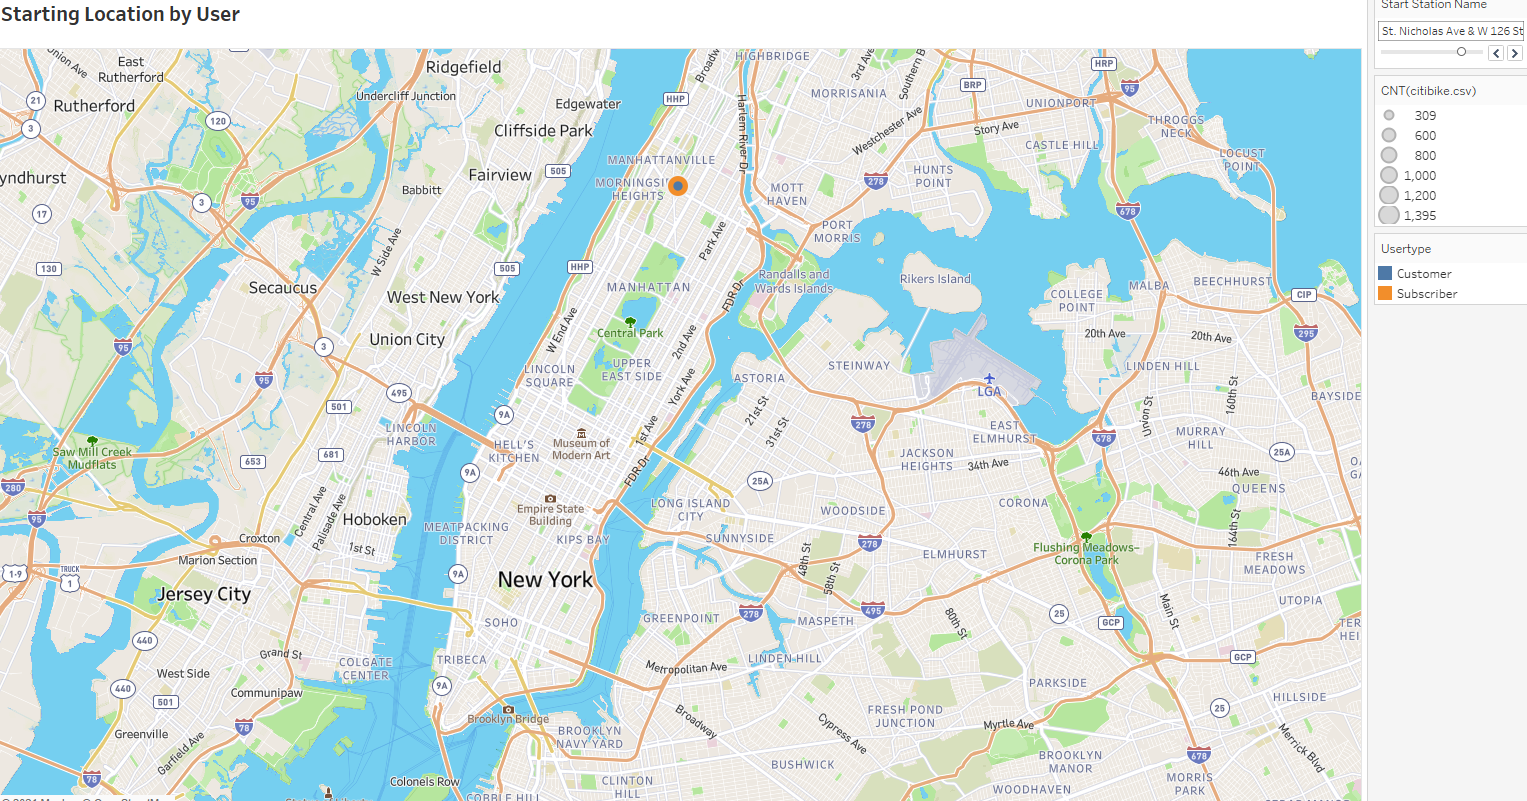 Starting Location by User
Start Station Name
St. Nicholas Ave & W 126 St
CNT(citibike.csv)
309
600
800
1,000
1,200
1,395
Usertype
Customer
Subscriber
Union Ave
East
Rutherford
Ridgefield
Broadw
HIGHBRIDGE
3rd Ave
Southern B
HRP
Rutherford
21
Undercliff Junction
HHP
BRP
95
MORRISANIA
UNIONPORT
Edgewater
3
120
Cliffside Park
Harlem River Dr
Westchester Ave
Story Ave
THROGGS
NECK
CASTLE HILL
MANHATTANVILLE
LOCUST
POINT
yndhurst
Fairview
505
MORNINGSI
HEIGHTS
HUNTS
POINT
278
Babbitt
MOTT
HAVEN
3
95
17
678
PORT
MORRIS
W Side Ave
Park Ave
130
505
HHP
Randalls and
Wards Islands
Rikers Island
Secaucus
MANHATTAN
MALBA
BEECHHURST
West New York
COLLEGE
POINT
CIP
FDR Dr
W End Ave
Central Park
20th Ave
20th Ave
295
Union City
95
3
2nd Ave
LINCOLN
SQUARE
UPPER
EAST SIDE
STEINWAY
LINDEN HILL
95
ASTORIA
LGA
York Ave
160th St
BAYSIDE
495
501
9A
21st St
31st St
Union St
278
LINCOLN
HARBOR
EAST
ELMHURST
678
MURRAY
HILL
1st Ave
HELL'S
KITCHEN
Museum of
Modern Art
Saw Mill Creek
Mudflats
653
681
JACKSON
HEIGHTS
34th Ave
25A
9A
FDR Dr
25A
46th Ave
280
QUEENS
Central Ave
Palisade Ave
Empire State
Building
LONG ISLAND
CITY
WOODSIDE
CORONA
95
Hoboken
MEATPACKING
DISTRICT
KIPS BAY
SUNNYSIDE
164th St
Croxton
1st St
278
Flushing Meadows–
Corona Park
Marion Section
ELMHURST
FRESH
MEADOWS
1-9
TRUCK
1
9A
48th St
58th St
New York
Jersey City
UTOPIA
278
495
80th St
25
Main St
GCP
SOHO
GREENPOINT
MASPETH
TER
HEI
440
Grand St
COLGATE
CENTER
TRIBECA
Metropolitan Ave
LINDEN HILL
GCP
West Side
440
501
Communipaw
9A
PARKSIDE
HILLSIDE
Brooklyn Bridge
Broadway
FRESH POND
JUNCTION
25
Greenville
78
Garfield Ave
BROOKLYN
NAVY YARD
Cypress Ave
Myrtle Ave
Merrick Blvd
BUSHWICK
BROOKLYN
MANOR
678
78
Colonels Row
CLINTON
HILL
WOODHAVEN
MORRIS
PARK
COBBLE HILL